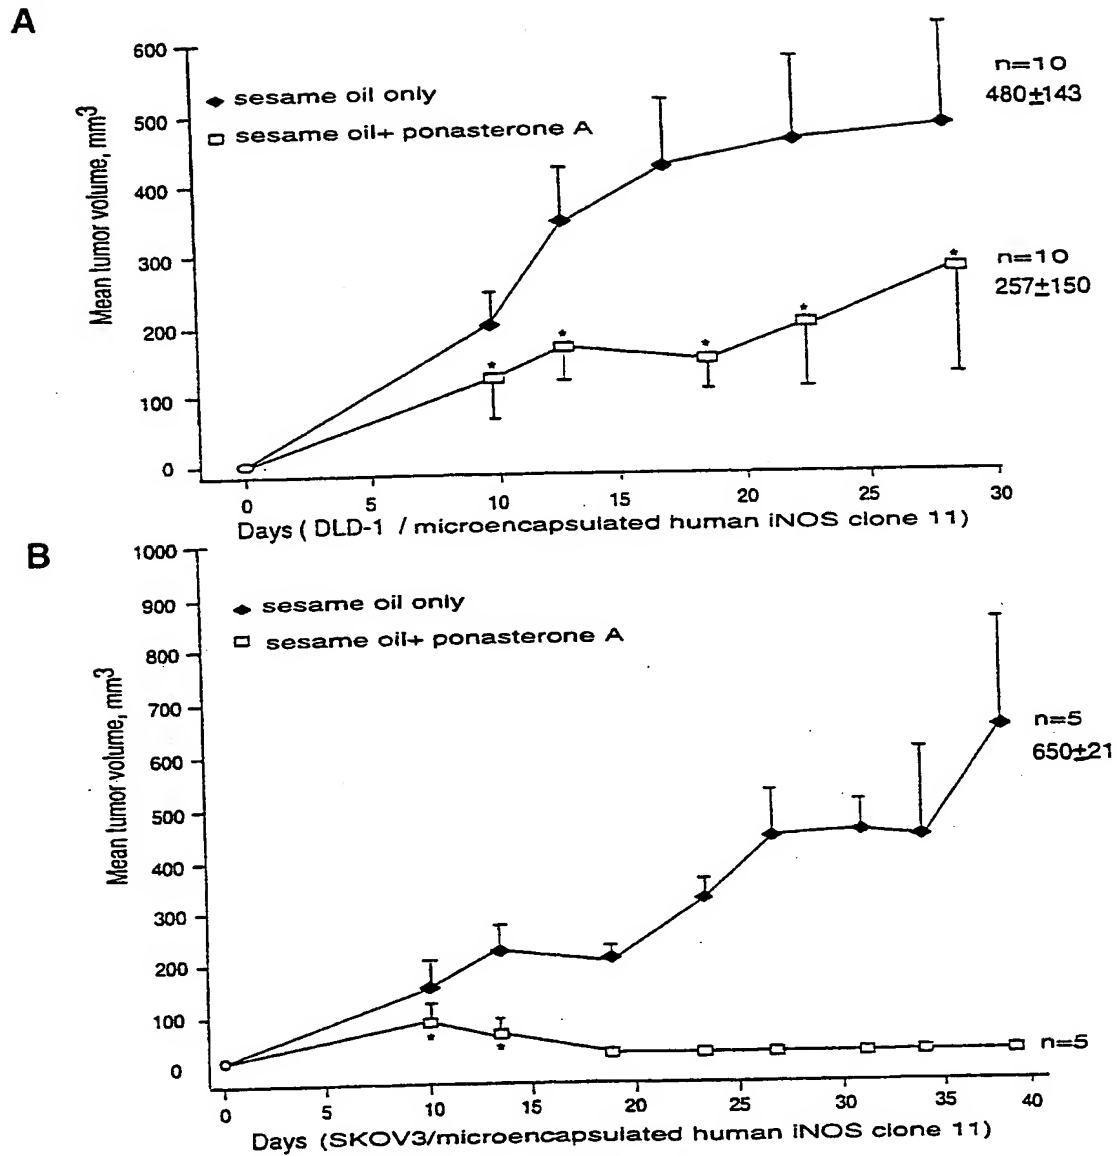 A
600
500
400
300
200
100
0
Mean tumor volume, mm3
sesame oil only
sesame oil+ ponasterone A
n=10
480±143
n=10
257±150
*
*
*
*
*
0 5 10 15 20 25 30
Days ( DLD-1 / microencapsulated human iNOS clone 11)
B
1000
900
800
700
600
500
400
300
200
100
0
Mean tumor volume, mm3
sesame oil only
sesame oil+ ponasterone A
n=5
650±21
n=5
*
*
0 5 10 15 20 25 30 35 40
Days (SKOV3/microencapsulated human iNOS clone 11)